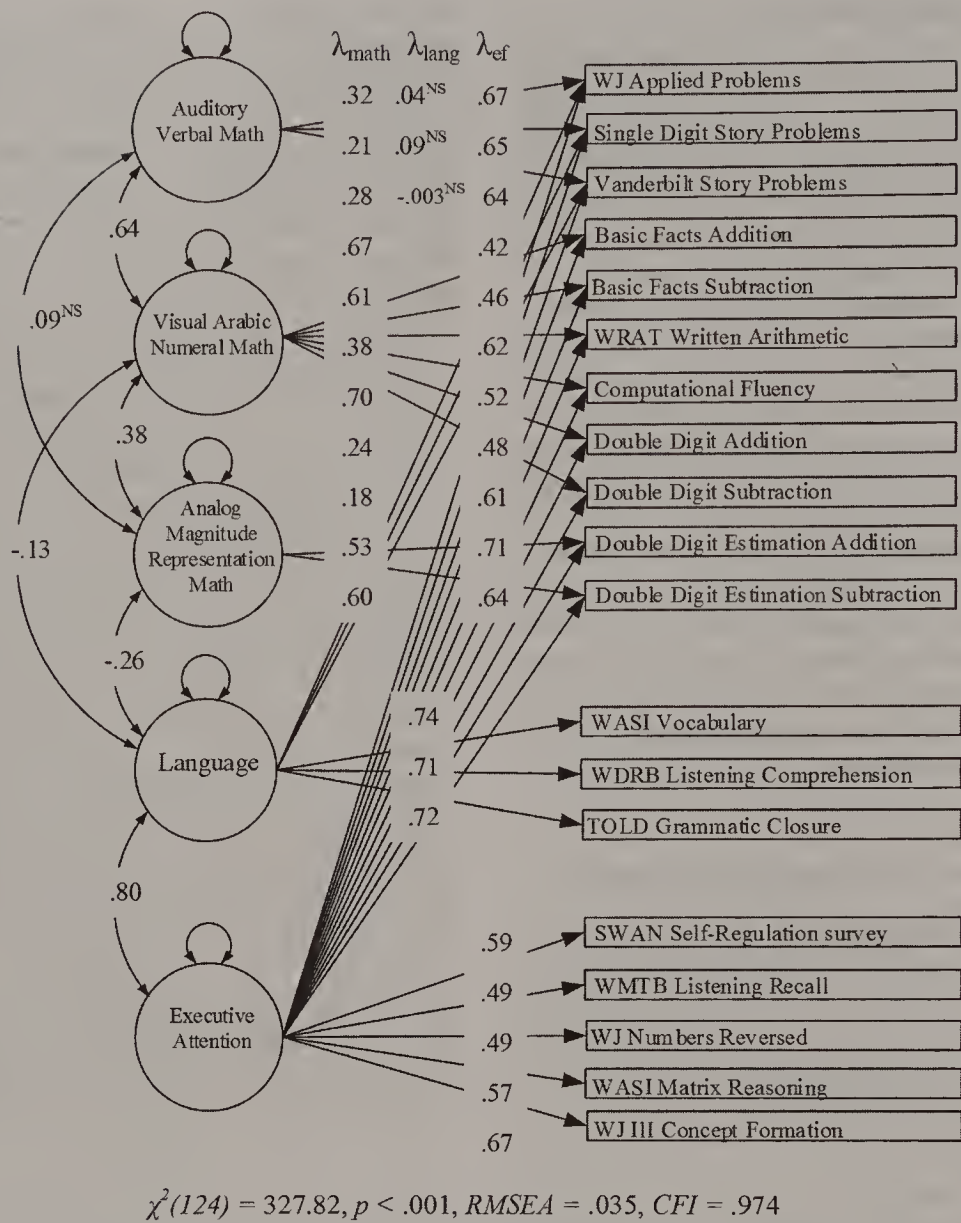 λmath λlang λef
.32 .04NS .67
.21 .09NS .65
.28 -.003NS .64
.67 .42
.61 .46
.38 .62
.70 .52
.24 .48
.18 .61
.53 .71
.60 .64
.74
.71
.72
.59
.49
.49
.57
.67
Auditory
Verbal Math
Visual Arabic
Numeral Math
Analog
Magnitude
Representation
Math
Language
Executive
Attention
.64
.09NS
.38
-.13
-.26
.80
WJ Applied Problems
Single Digit Story Problems
Vanderbilt Story Problems
Basic Facts Addition
Basic Facts Subtraction
WRAT Written Arithmetic
Computational Fluency
Double Digit Addition
Double Digit Subtraction
Double Digit Estimation Addition
Double Digit Estimation Subtraction
WASI Vocabulary
WDRB Listening Comprehension
TOLD Grammatic Closure
SWAN Self-Regulation survey
WMTB Listening Recall
WJ Numbers Reversed
WASI Matrix Reasoning
WJ III Concept Formation
χ²(124) = 327.82, p < .001, RMSEA = .035, CFI = .974